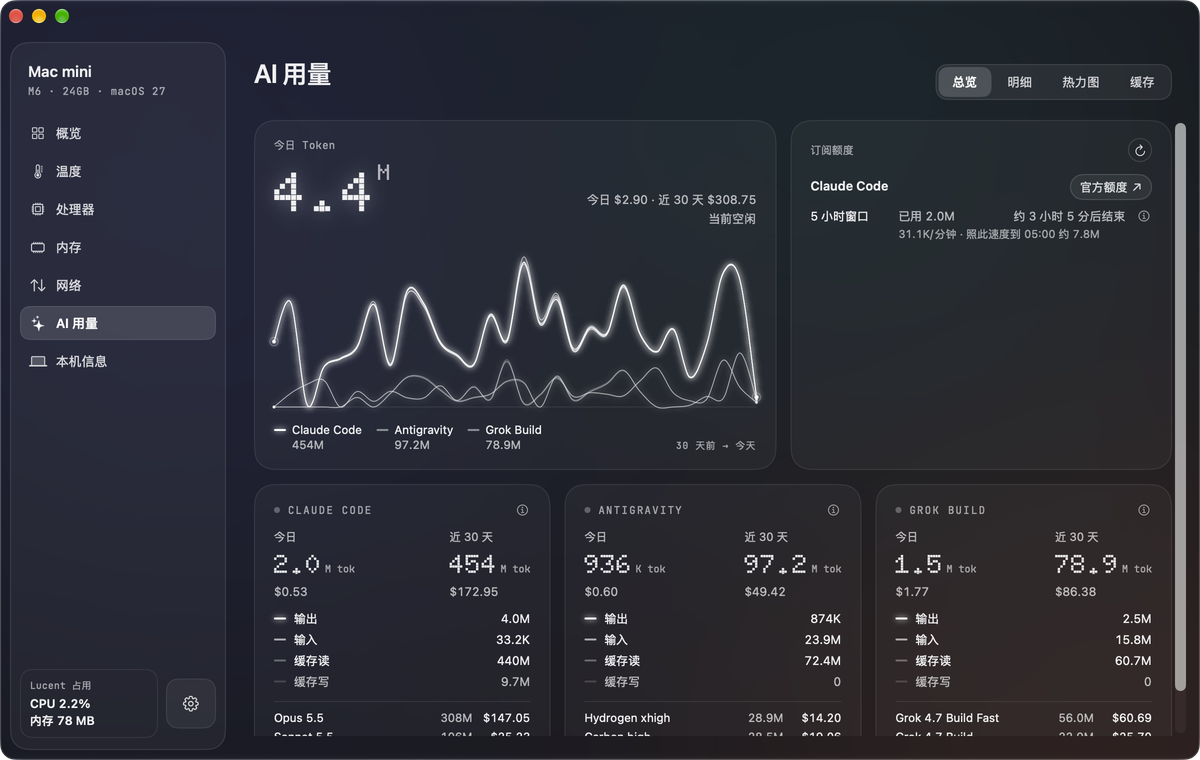 Mac mini
M6 · 24GB · macOS 27
概览
温度
处理器
内存
网络
AI 用量
本机信息
Lucent 占用
CPU 2.2%
内存 78 MB
AI 用量
总览 明细 热力图 缓存
今日 Token
4.4 M
今日 $2.90 · 近 30 天 $308.75
当前空闲
Claude Code Antigravity Grok Build
454M 97.2M 78.9M
30 天前 → 今天
订阅额度
Claude Code 官方额度 ↗
5 小时窗口 已用 2.0M 约 3 小时 5 分后结束
31.1K/分钟 · 照此速度到 05:00 约 7.8M
CLAUDE CODE
今日 近 30 天
2.0 M tok 454 M tok
$0.53 $172.95
输出 4.0M
输入 33.2K
缓存读 440M
缓存写 9.7M
Opus 5.5 308M $147.05
ANTIGRAVITY
今日 近 30 天
936 K tok 97.2 M tok
$0.60 $49.42
输出 874K
输入 23.9M
缓存读 72.4M
缓存写 0
Hydrogen xhigh 28.9M $14.20
GROK BUILD
今日 近 30 天
1.5 M tok 78.9 M tok
$1.77 $86.38
输出 2.5M
输入 15.8M
缓存读 60.7M
缓存写 0
Grok 4.7 Build Fast 56.0M $60.69